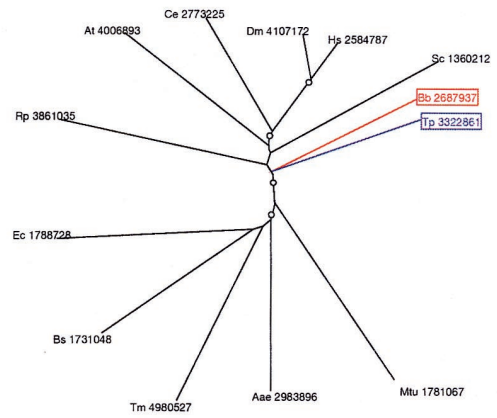 Ce 2773225
At 4006893
Dm 4107172
Hs 2584787
Sc 1360212
Bb 2687937
Rp 3861035
Tp 3322861
Ec 1788728
Bs 1731048
Tm 4980527
Aae 2983896
Mtu 1781067